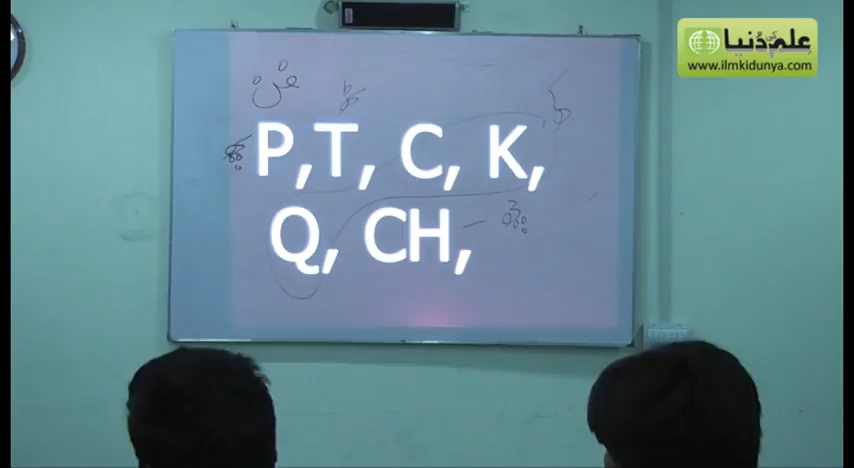 علم کی دنیا
www.ilmkidunya.com
P, T, C, K,
Q, CH,